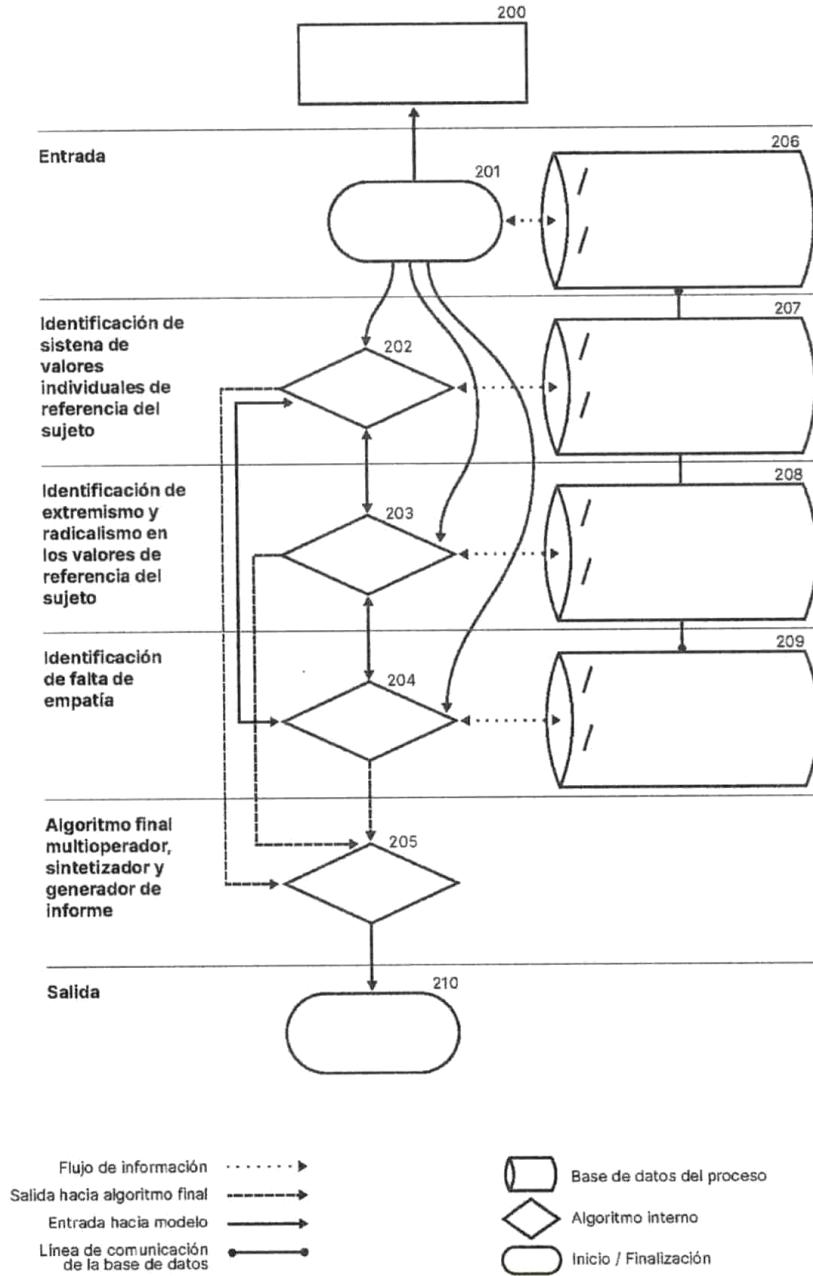 200
Entrada
201
206
Identificación de
sistena de
valores
individuales de
referencia del
sujeto
202
207
Identificación de
extremismo y
radicalismo en
los valores de
referencia del
sujeto
203
208
Identificación
de falta de
empatía
204
209
Algoritmo final
multioperador,
sintetizador y
generador de
informe
205
Salida
210
Flujo de información
Salida hacia algoritmo final
Entrada hacia modelo
Línea de comunicación
de la base de datos
Base de datos del proceso
Algoritmo interno
Inicio / Finalización